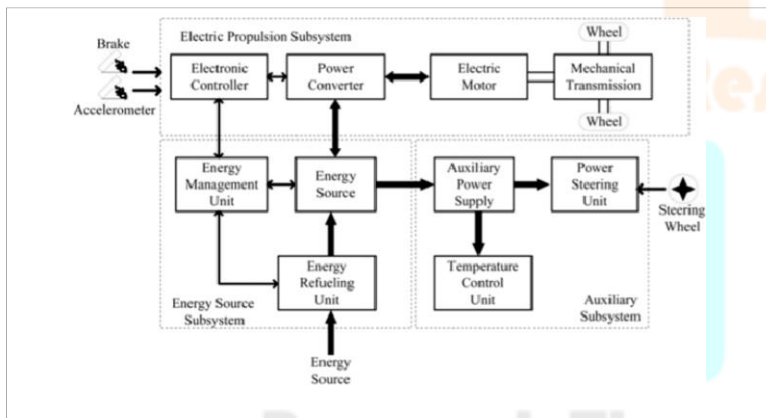 Electric Propulsion Subsystem
Wheel
Brake
Electronic
Controller
Power
Converter
Electric
Motor
Mechanical
Transmission
Accelerometer
Wheel
Energy
Management
Unit
Energy
Source
Auxiliary
Power
Supply
Power
Steering
Unit
Steering
Wheel
Energy
Refueling
Unit
Temperature
Control
Unit
Energy Source
Subsystem
Auxiliary
Subsystem
Energy
Source